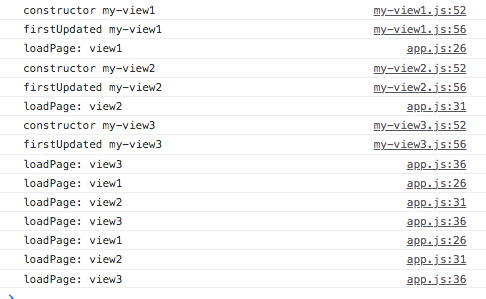 constructor my-view1 my-view1.js:52
firstUpdated my-view1 my-view1.js:56
loadPage: view1 app.js:26
constructor my-view2 my-view2.js:52
firstUpdated my-view2 my-view2.js:56
loadPage: view2 app.js:31
constructor my-view3 my-view3.js:52
firstUpdated my-view3 my-view3.js:56
loadPage: view3 app.js:36
loadPage: view1 app.js:26
loadPage: view2 app.js:31
loadPage: view3 app.js:36
loadPage: view1 app.js:26
loadPage: view2 app.js:31
loadPage: view3 app.js:36